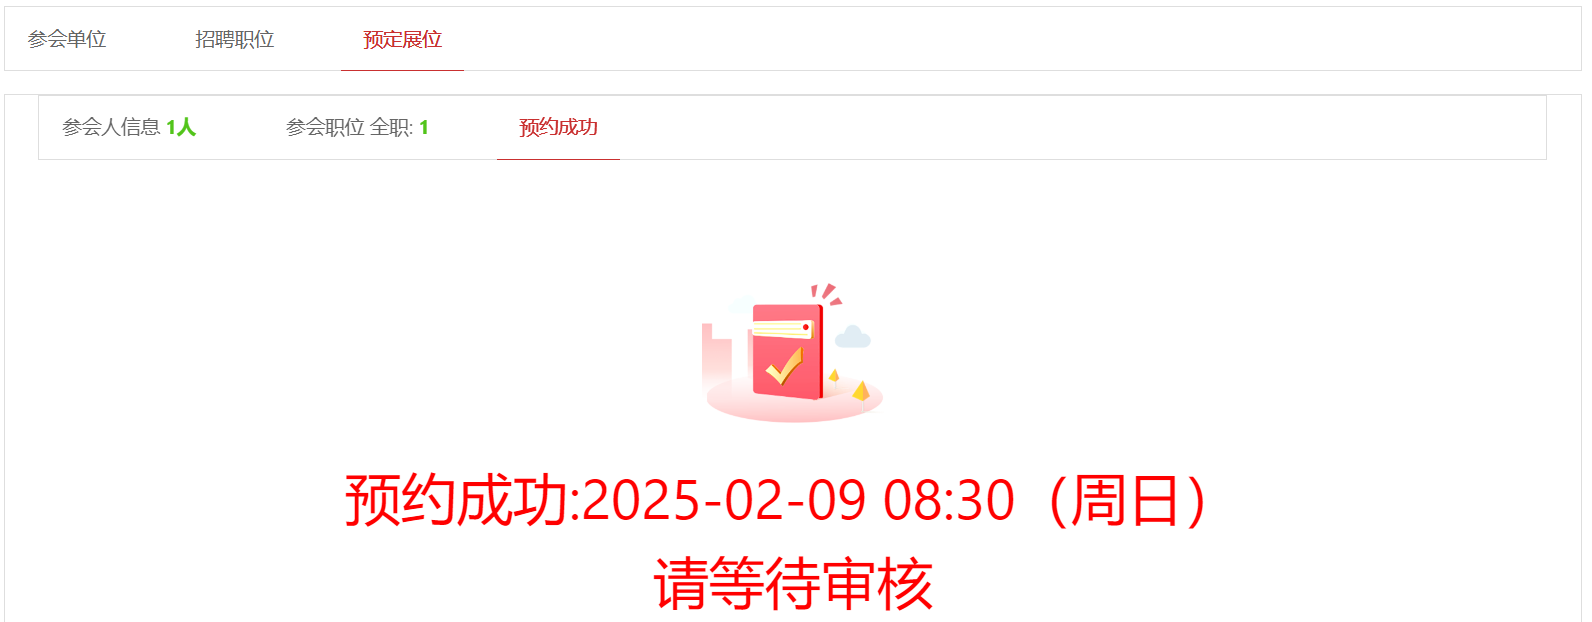 参会单位 招聘职位 预定展位
参会人信息 1人 参会职位 全职: 1 预约成功
预约成功:2025-02-09 08:30（周日）
请等待审核